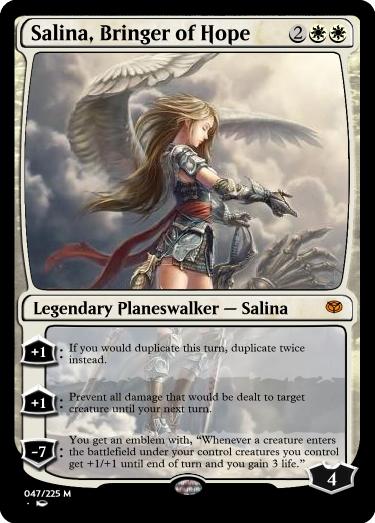 Salina, Bringer of Hope 2
Legendary Planeswalker — Salina
+1: If you would duplicate this turn, duplicate twice
instead.
+1: Prevent all damage that would be dealt to target
creature until your next turn.
-7: You get an emblem with, “Whenever a creature enters
the battlefield under your control creatures you control
get +1/+1 until end of turn and you gain 3 life.”
4
047/225 M